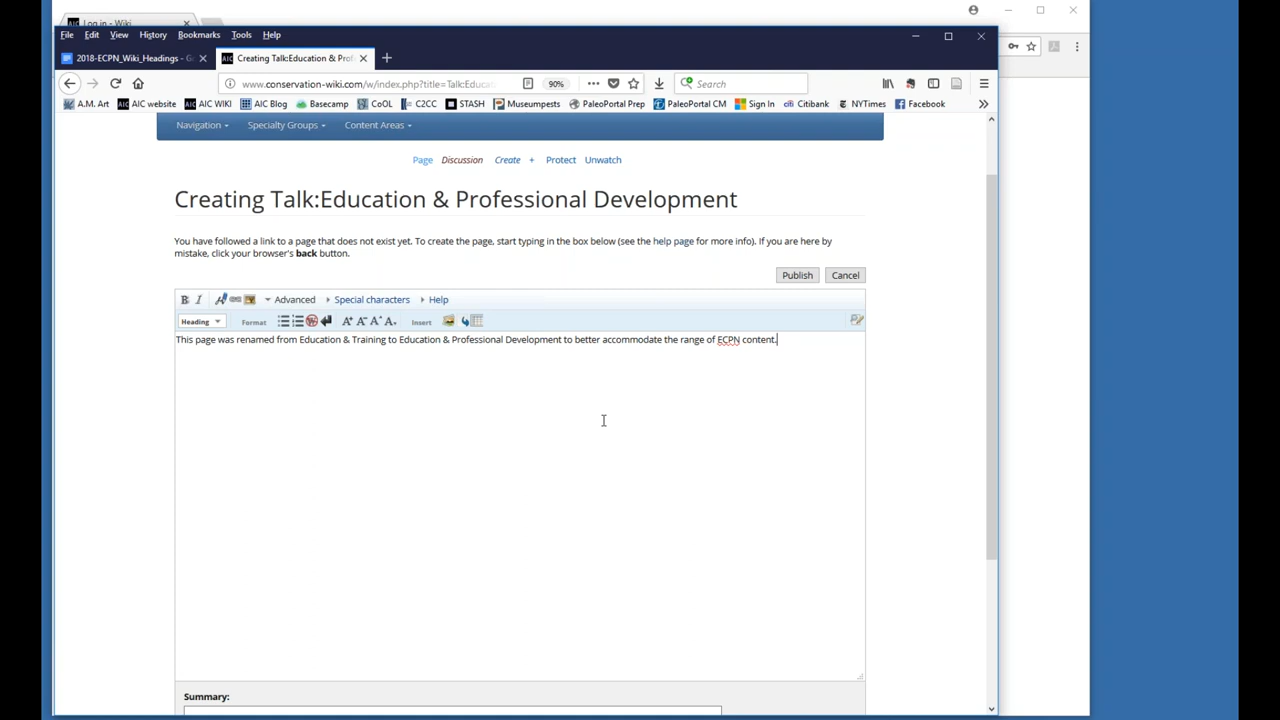 Log in - Wiki
File Edit View History Bookmarks Tools Help
2018-ECPN_Wiki_Headings - G
AIC Creating Talk:Education & Prof
www.conservation-wiki.com/w/index.php?title=Talk:Educat 90% Search
A.M. Art AIC website AIC WIKI AIC Blog Basecamp CoOL C2CC STASH Museumpests PaleoPortal Prep PaleoPortal CM Sign In Citibank NYTimes Facebook
Navigation Specialty Groups Content Areas
Page Discussion Create + Protect Unwatch
Creating Talk:Education & Professional Development
You have followed a link to a page that does not exist yet. To create the page, start typing in the box below (see the help page for more info). If you are here by
mistake, click your browser's back button.
Publish Cancel
B I Advanced Special characters Help
Heading Format Insert
This page was renamed from Education & Training to Education & Professional Development to better accommodate the range of ECPN content.
Summary: